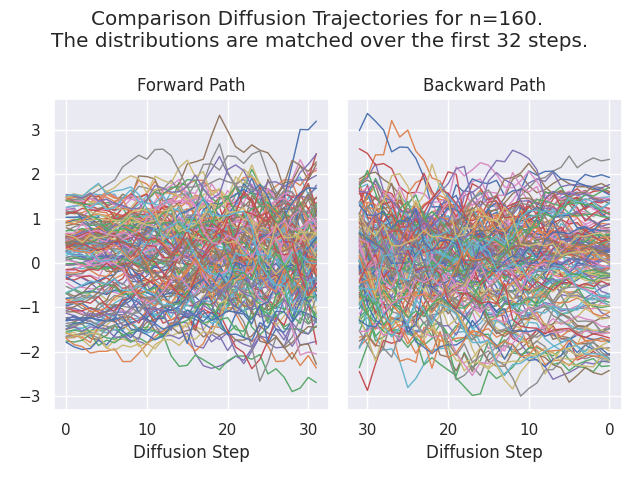 Comparison Diffusion Trajectories for n=160.
The distributions are matched over the first 32 steps.
Forward Path
Backward Path
3
2
1
0
−1
−2
−3
0 10 20 30
30 20 10 0
Diffusion Step
Diffusion Step